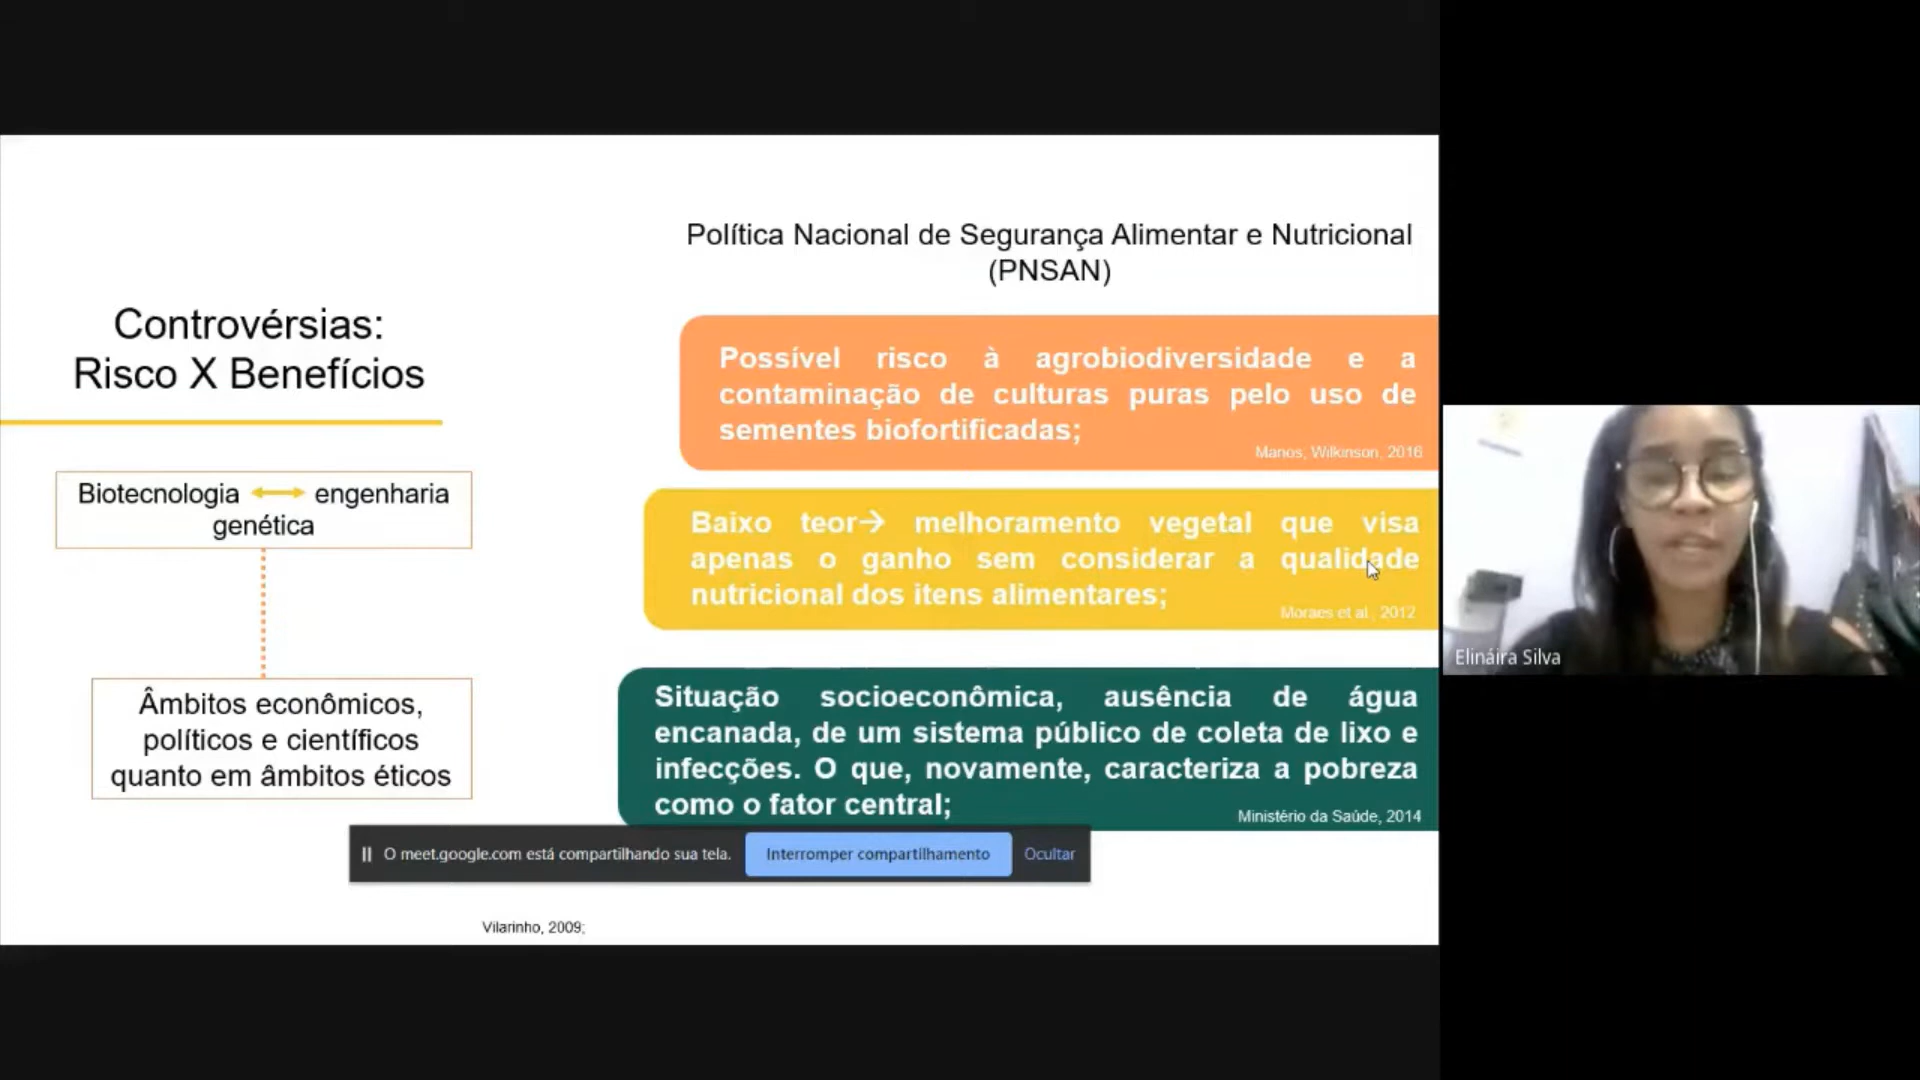 Política Nacional de Segurança Alimentar e Nutricional
(PNSAN)
Controvérsias:
Risco X Benefícios
Biotecnologia ↔ engenharia
genética
Âmbitos econômicos,
políticos e científicos
quanto em âmbitos éticos
Possível risco à agrobiodiversidade e a
contaminação de culturas puras pelo uso de
sementes biofortificadas;
Manos, Wilkinson, 2016
Baixo teor→ melhoramento vegetal que visa
apenas o ganho sem considerar a qualidade
nutricional dos itens alimentares;
Moraes et al., 2012
Situação socioeconômica, ausência de água
encanada, de um sistema público de coleta de lixo e
infecções. O que, novamente, caracteriza a pobreza
como o fator central;
Ministério da Saúde, 2014
O meet.google.com está compartilhando sua tela.
Interromper compartilhamento
Ocultar
Vilarinho, 2009;
Elináira Silva